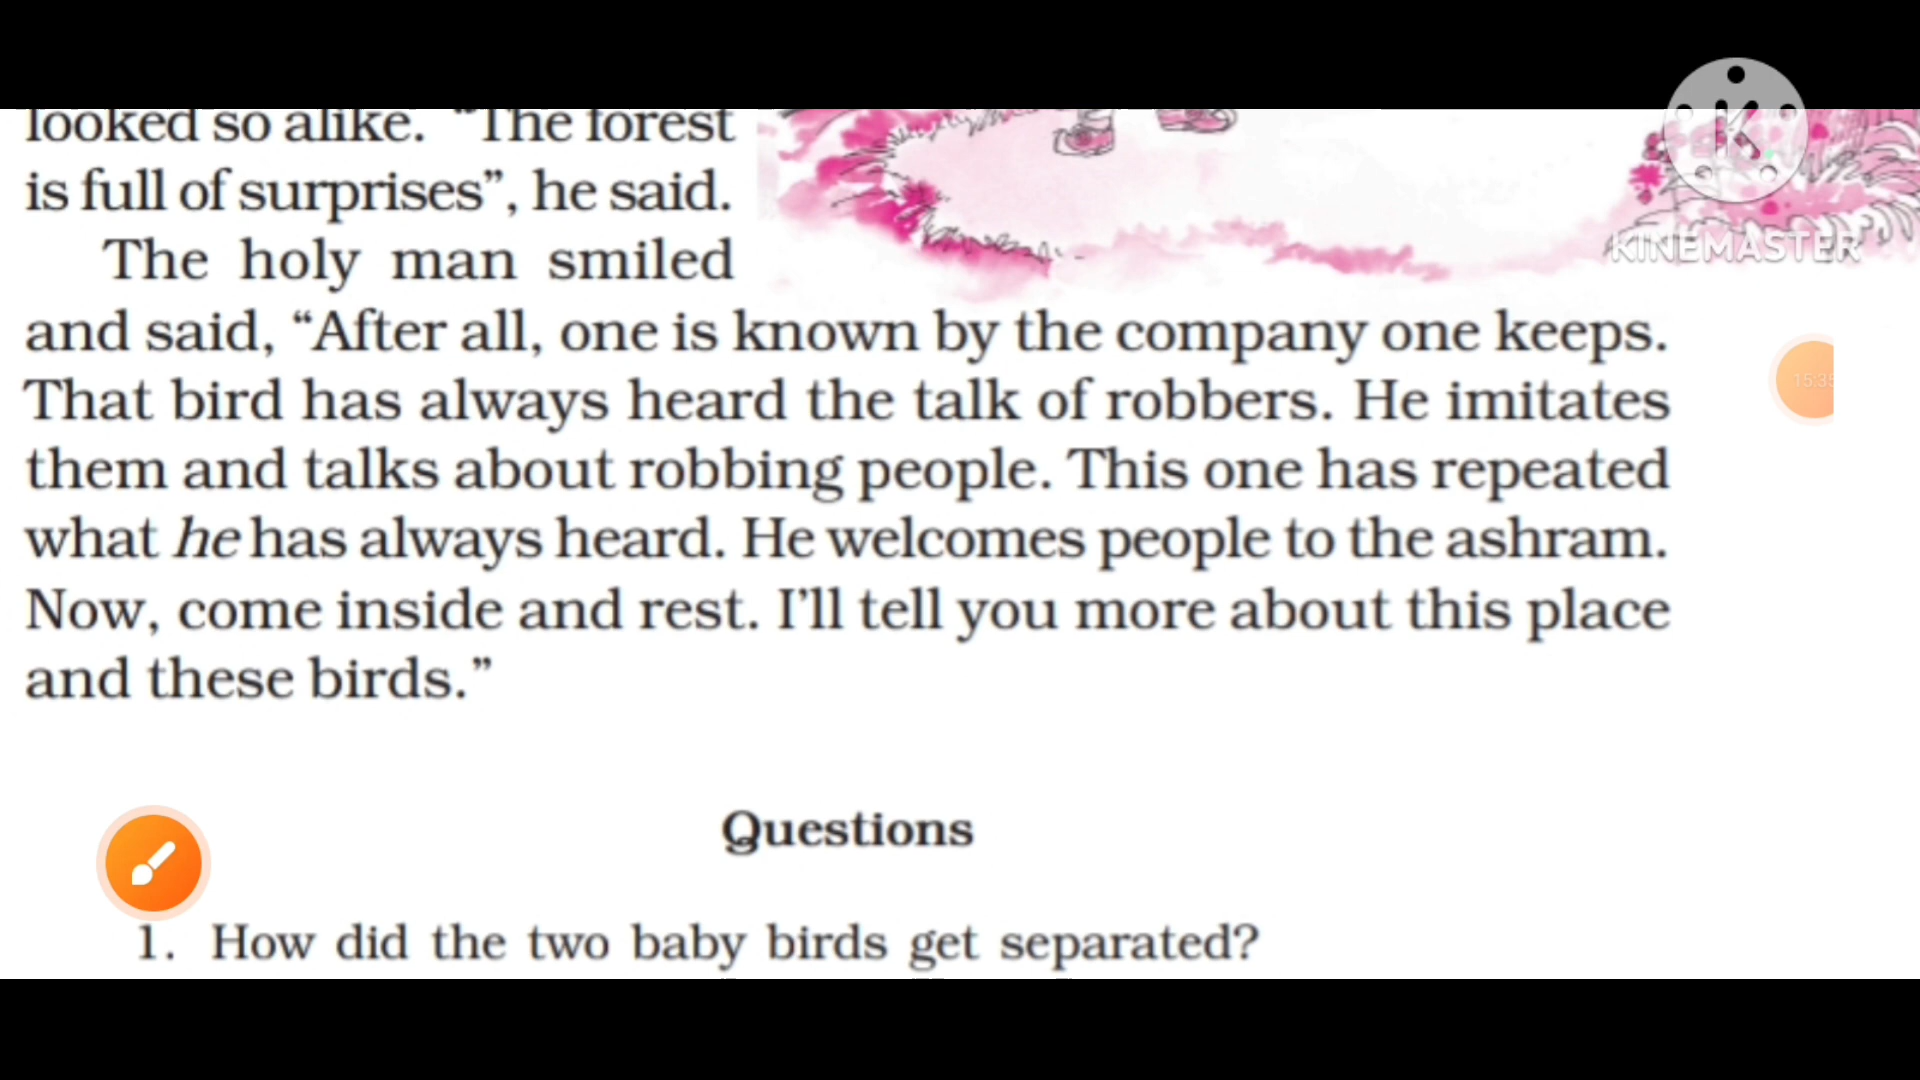 looked so alike. “The forest
is full of surprises”, he said.
The holy man smiled
and said, “After all, one is known by the company one keeps.
That bird has always heard the talk of robbers. He imitates
them and talks about robbing people. This one has repeated
what he has always heard. He welcomes people to the ashram.
Now, come inside and rest. I’ll tell you more about this place
and these birds.”
Questions
1. How did the two baby birds get separated?
K
KINEMASTER
15:35